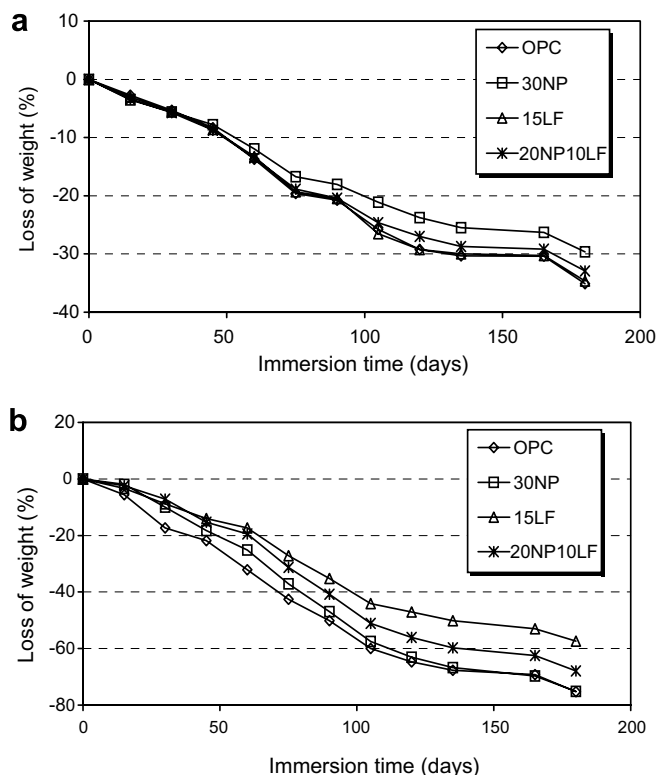 a
10
0
-10
-20
-30
-40
Loss of weight (%)
OPC
30NP
15LF
20NP10LF
0 50 100 150 200
Immersion time (days)
b
20
0
-20
-40
-60
-80
Loss of weight (%)
OPC
30NP
15LF
20NP10LF
0 50 100 150 200
Immersion time (days)